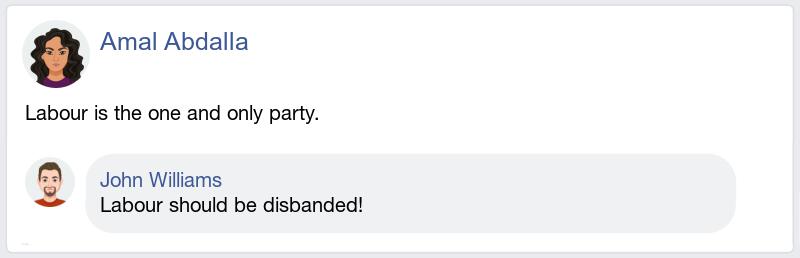 Amal Abdalla
Labour is the one and only party.
John Williams
Labour should be disbanded!